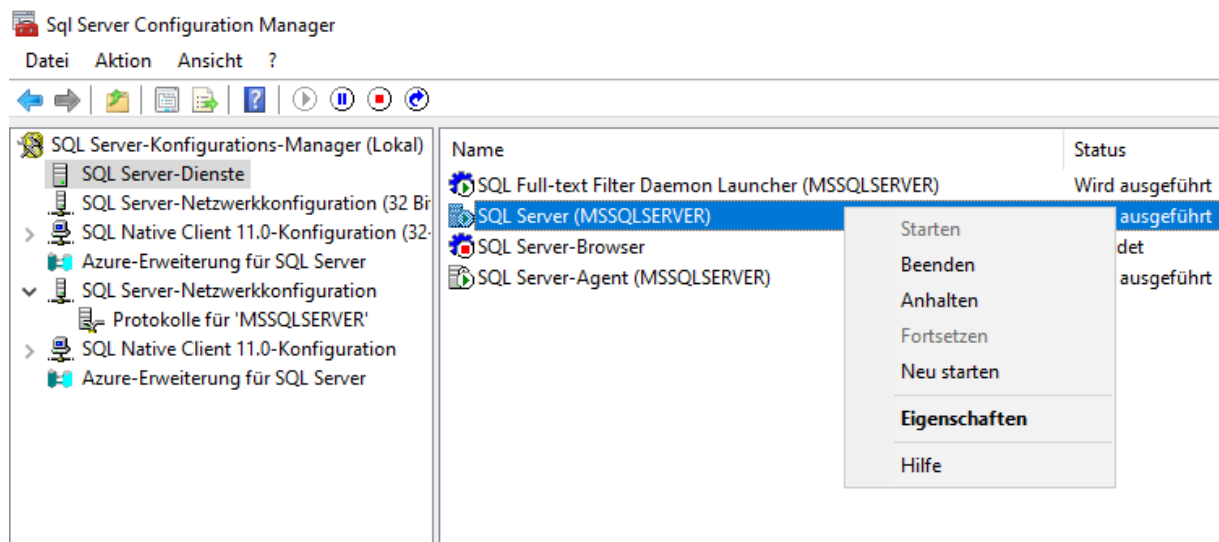 Sql Server Configuration Manager
Datei Aktion Ansicht ?
SQL Server-Konfigurations-Manager (Lokal)
SQL Server-Dienste
SQL Server-Netzwerkkonfiguration (32 Bi
SQL Native Client 11.0-Konfiguration (32-
Azure-Erweiterung für SQL Server
SQL Server-Netzwerkkonfiguration
Protokolle für 'MSSQLSERVER'
SQL Native Client 11.0-Konfiguration
Azure-Erweiterung für SQL Server
Name Status
SQL Full-text Filter Daemon Launcher (MSSQLSERVER) Wird ausgeführt
SQL Server (MSSQLSERVER) ausgeführt
SQL Server-Browser det
SQL Server-Agent (MSSQLSERVER) ausgeführt
Starten
Beenden
Anhalten
Fortsetzen
Neu starten
Eigenschaften
Hilfe